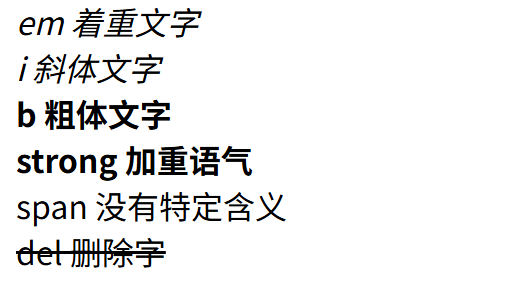 em 着重文字
i 斜体文字
b 粗体文字
strong 加重语气
span 没有特定含义
del 删除字